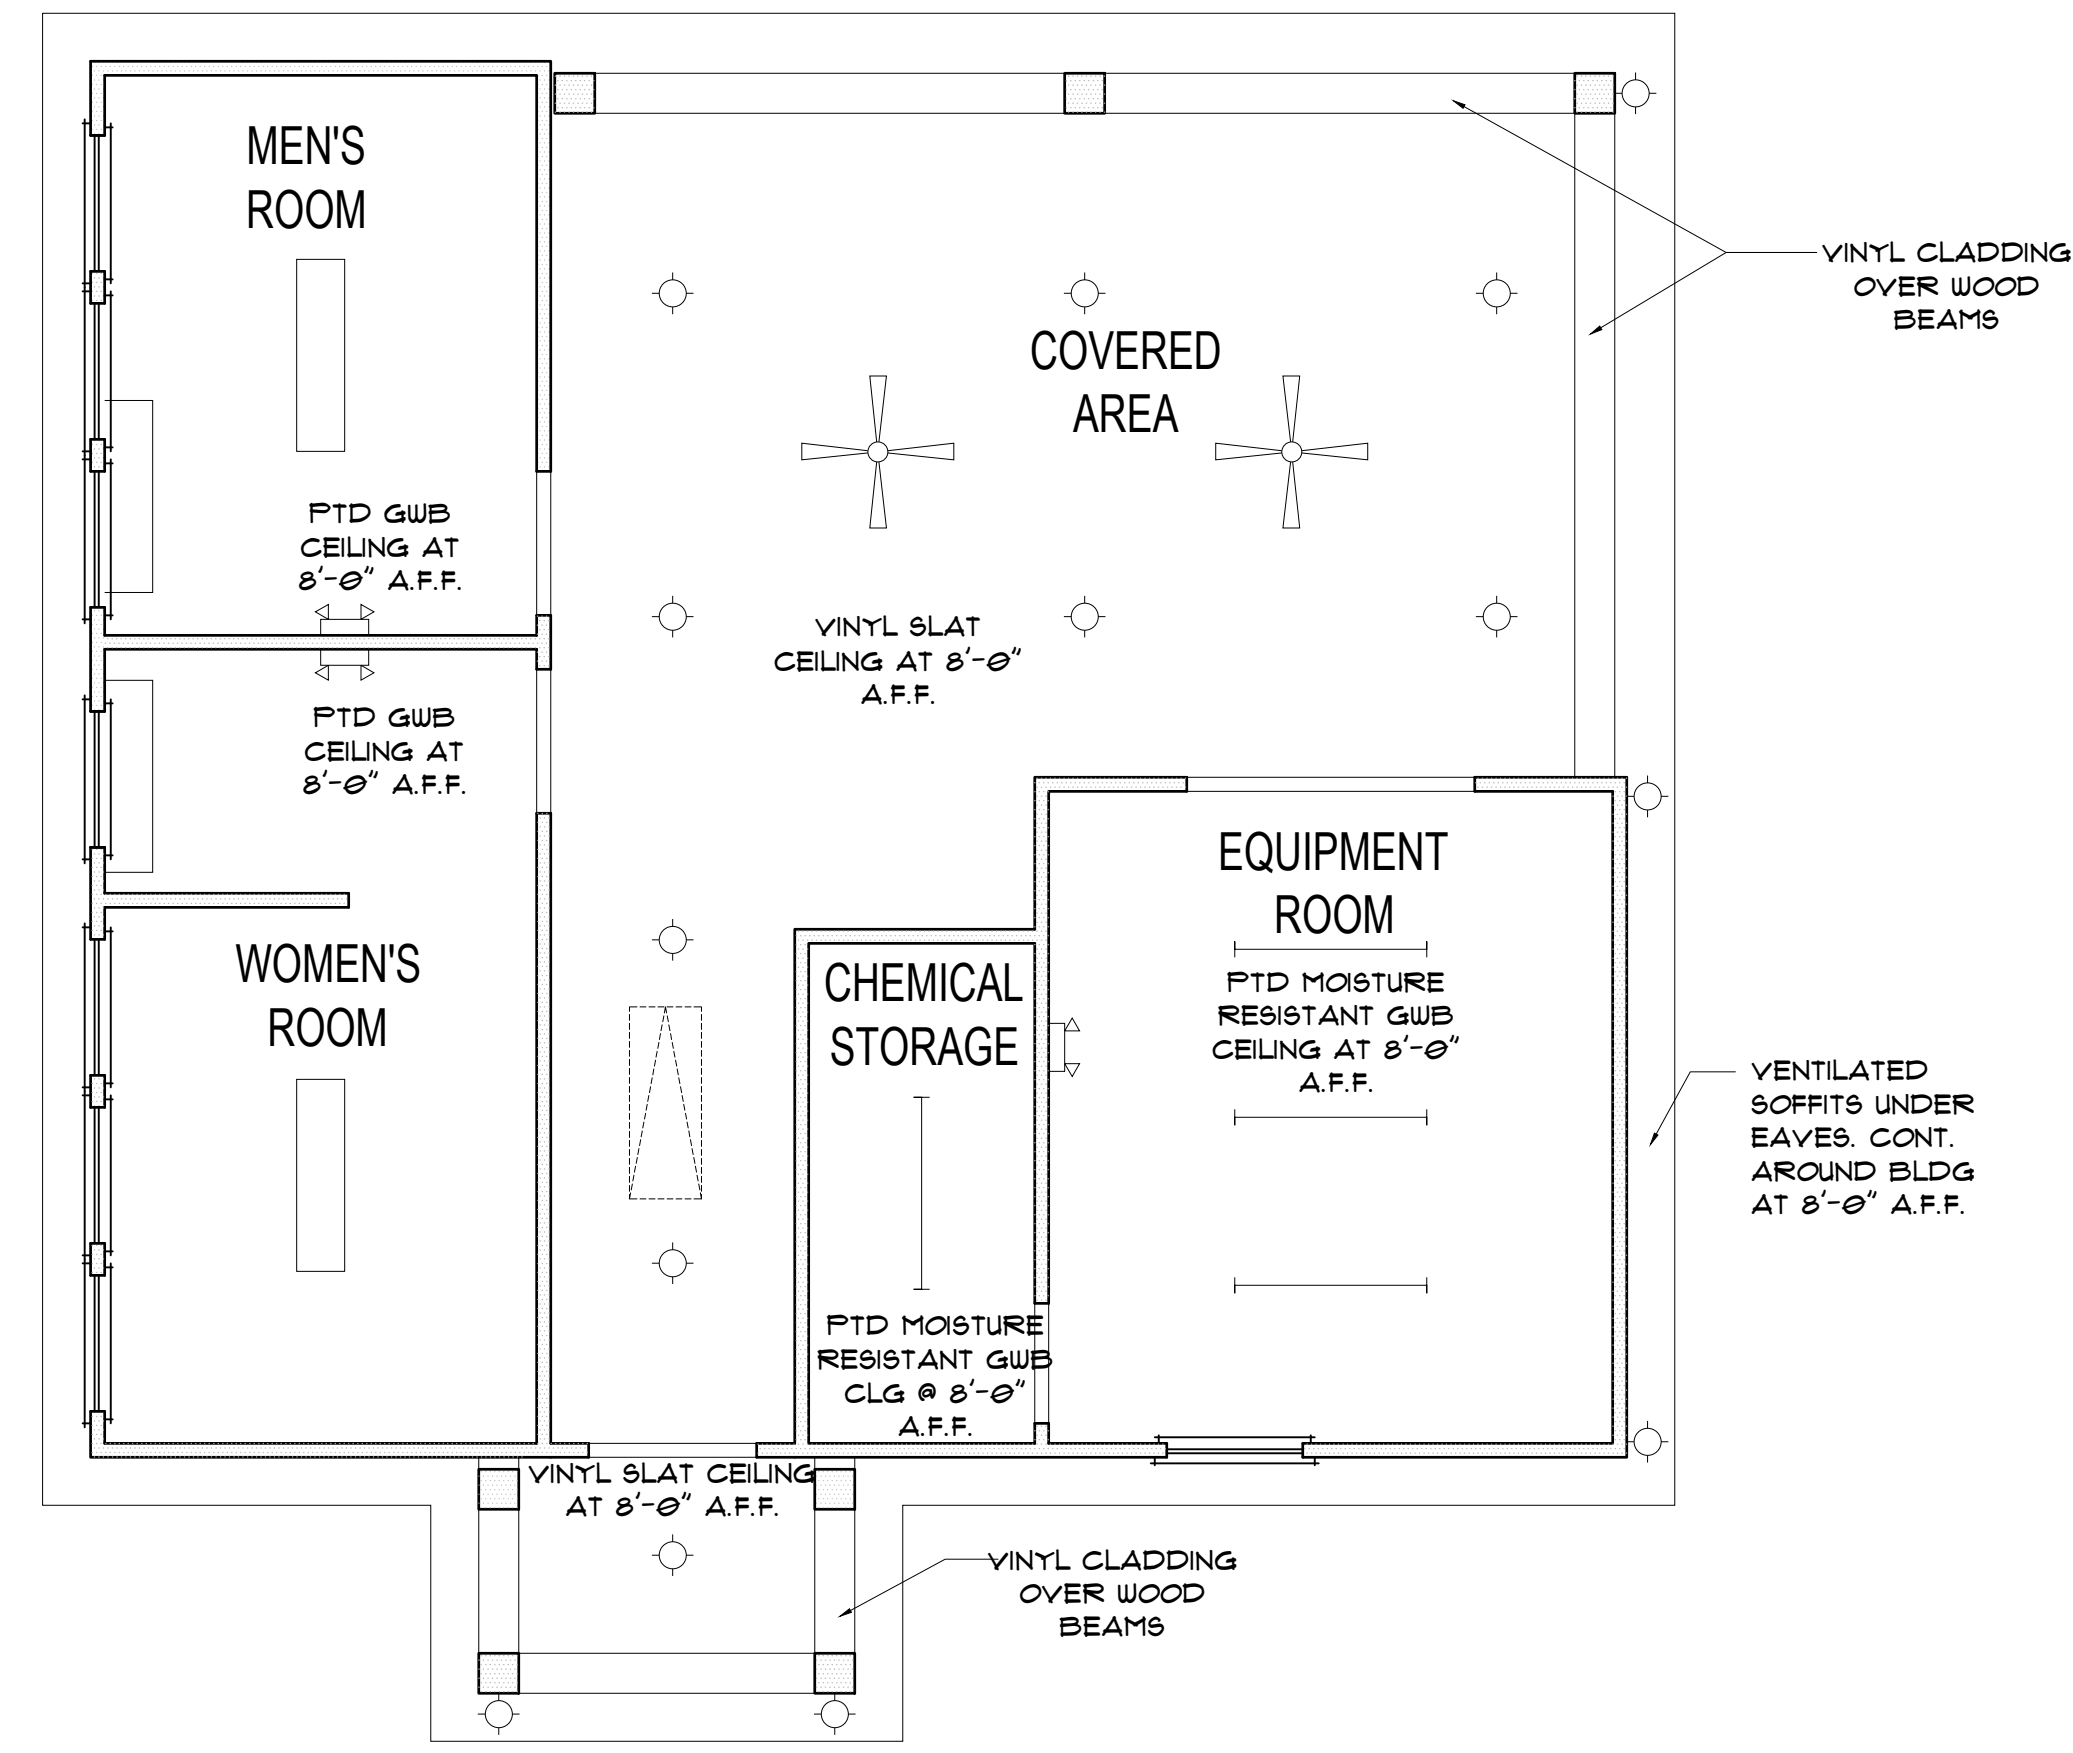 MEN'S
ROOM
VINYL CLADDING
OVER WOOD
BEAMS
COVERED
AREA
PTD GWB
CEILING AT
8'-0" A.F.F.
VINYL SLAT
CEILING AT 8'-0"
A.F.F.
PTD GWB
CEILING AT
8'-0" A.F.F.
EQUIPMENT
ROOM
WOMEN'S
ROOM
CHEMICAL
STORAGE
PTD MOISTURE
RESISTANT GWB
CEILING AT 8'-0"
A.F.F.
VENTILATED
SOFFITS UNDER
EAVES. CONT.
AROUND BLDG
AT 8'-0" A.F.F.
PTD MOISTURE
RESISTANT GWB
CLG @ 8'-0"
A.F.F.
VINYL SLAT CEILING
AT 8'-0" A.F.F.
VINYL CLADDING
OVER WOOD
BEAMS